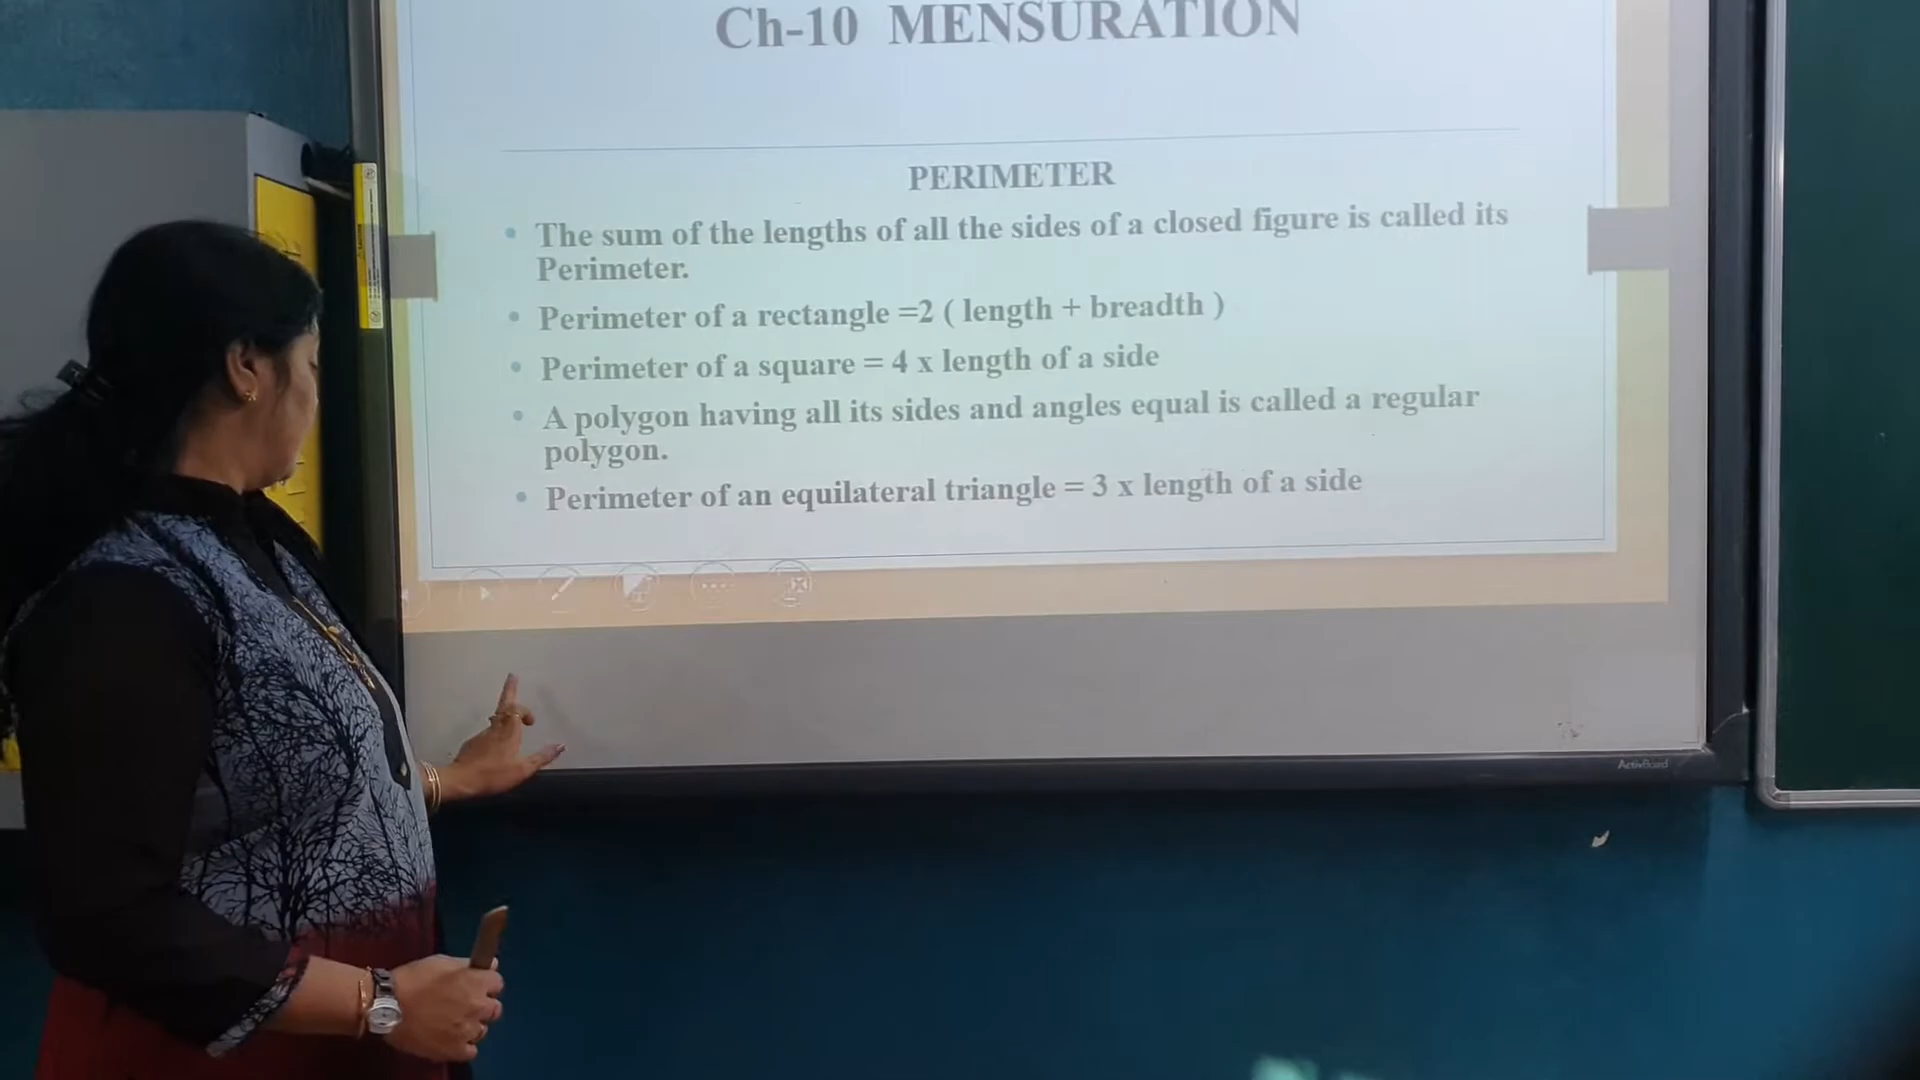 Ch-10 MENSURATION
PERIMETER
• The sum of the lengths of all the sides of a closed figure is called its
Perimeter.
• Perimeter of a rectangle =2 ( length + breadth )
• Perimeter of a square = 4 x length of a side
• A polygon having all its sides and angles equal is called a regular
polygon.
• Perimeter of an equilateral triangle = 3 x length of a side
ActivBoard